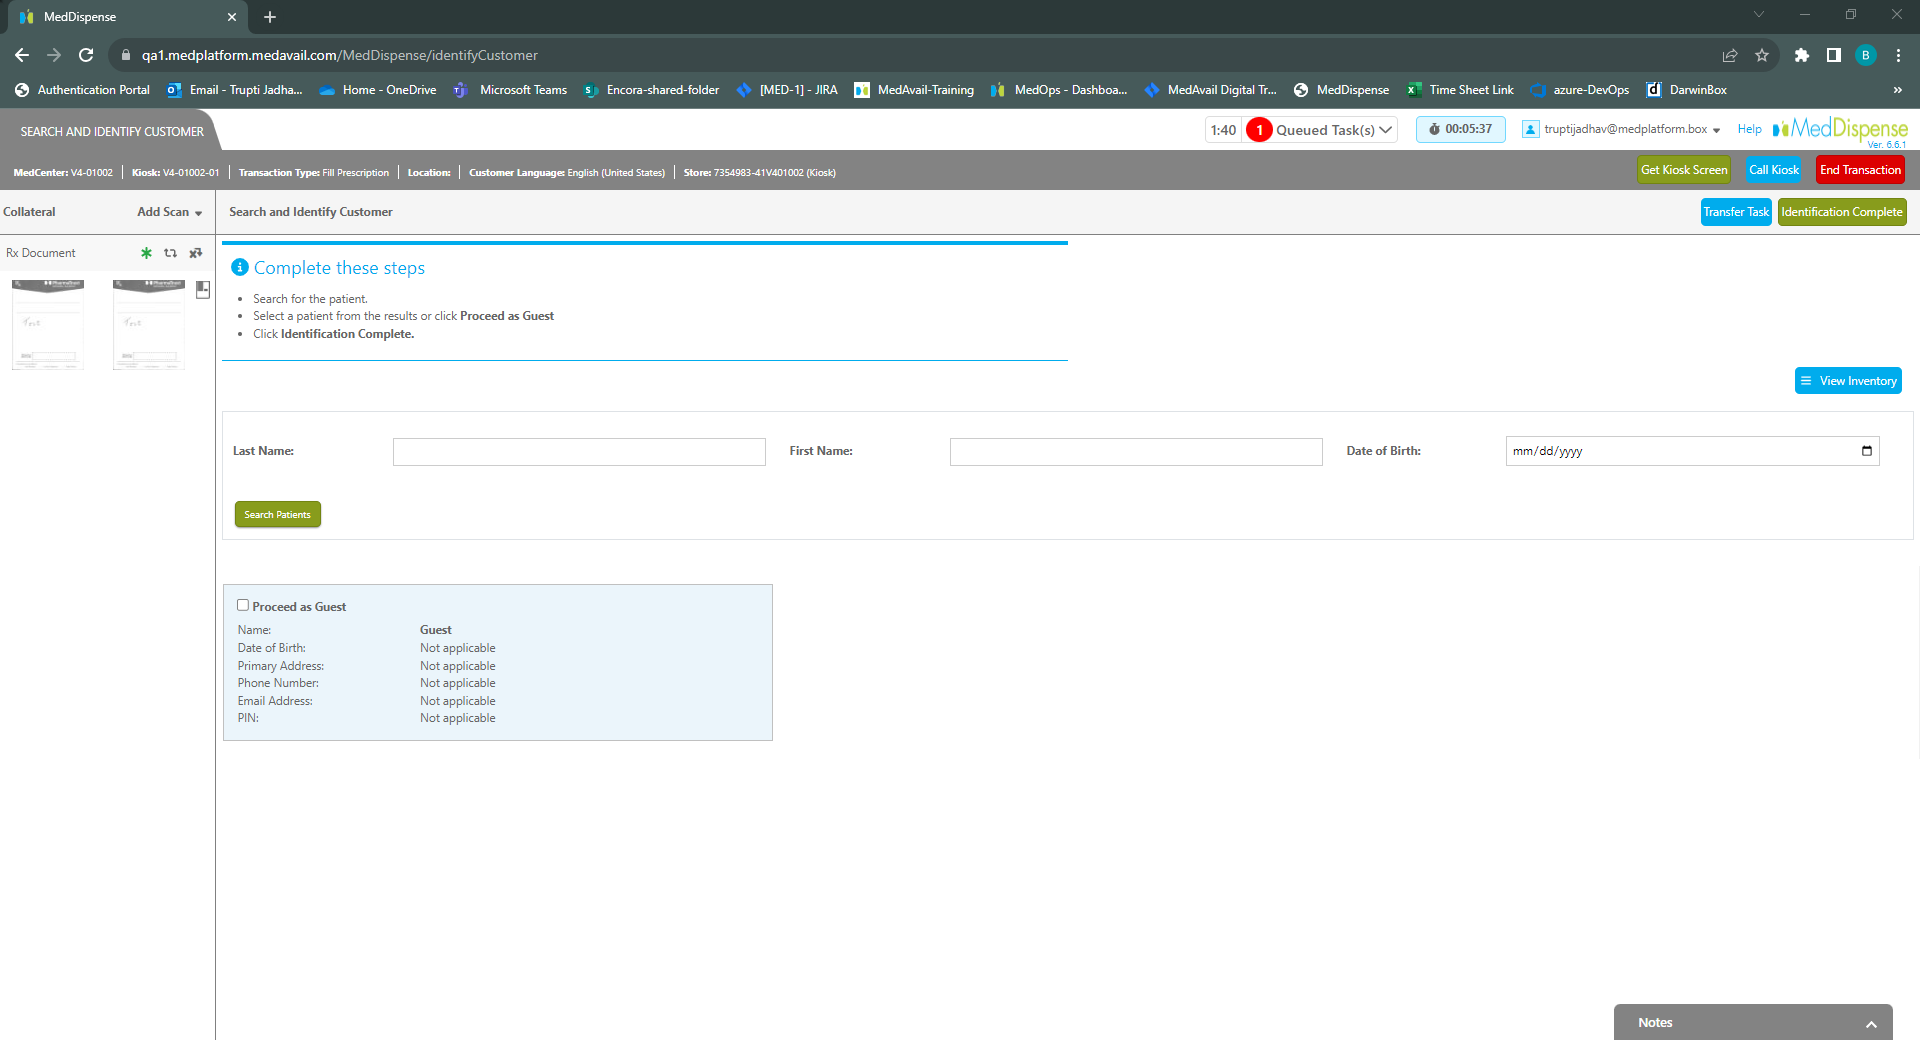 MedDispense
qa1.medplatform.medavail.com/MedDispense/identifyCustomer
B
Authentication Portal
Email - Trupti Jadha...
Home - OneDrive
Microsoft Teams
Encora-shared-folder
[MED-1] - JIRA
MedAvail-Training
MedOps - Dashboa...
MedAvail Digital Tr...
MedDispense
Time Sheet Link
azure-DevOps
DarwinBox
SEARCH AND IDENTIFY CUSTOMER
1:40
1
Queued Task(s)
00:05:37
truptijadhav@medplatform.box
Help
MedDispense
Ver. 6.6.1
MedCenter: V4-01002
Kiosk: V4-01002-01
Transaction Type: Fill Prescription
Location:
Customer Language: English (United States)
Store: 7354983-41V401002 (Kiosk)
Get Kiosk Screen
Call Kiosk
End Transaction
Collateral
Add Scan
Search and Identify Customer
Transfer Task
Identification Complete
Rx Document
Complete these steps
• Search for the patient.
• Select a patient from the results or click Proceed as Guest
• Click Identification Complete.
View Inventory
Last Name:
First Name:
Date of Birth:
mm/dd/yyyy
Search Patients
Proceed as Guest
Name: Guest
Date of Birth: Not applicable
Primary Address: Not applicable
Phone Number: Not applicable
Email Address: Not applicable
PIN: Not applicable
Notes